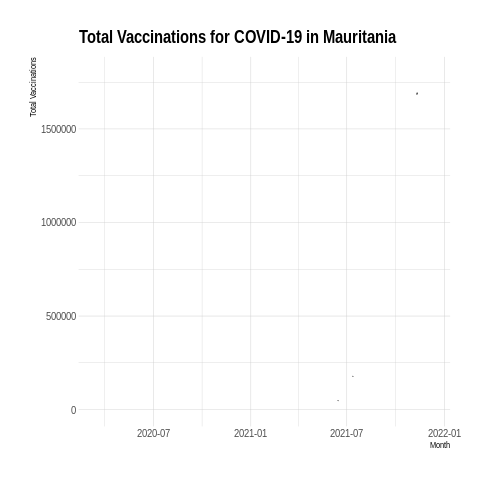 Total Vaccinations for COVID-19 in Mauritania
Total Vaccinations
1500000
1000000
500000
0
2020-07 2021-01 2021-07 2022-01
Month